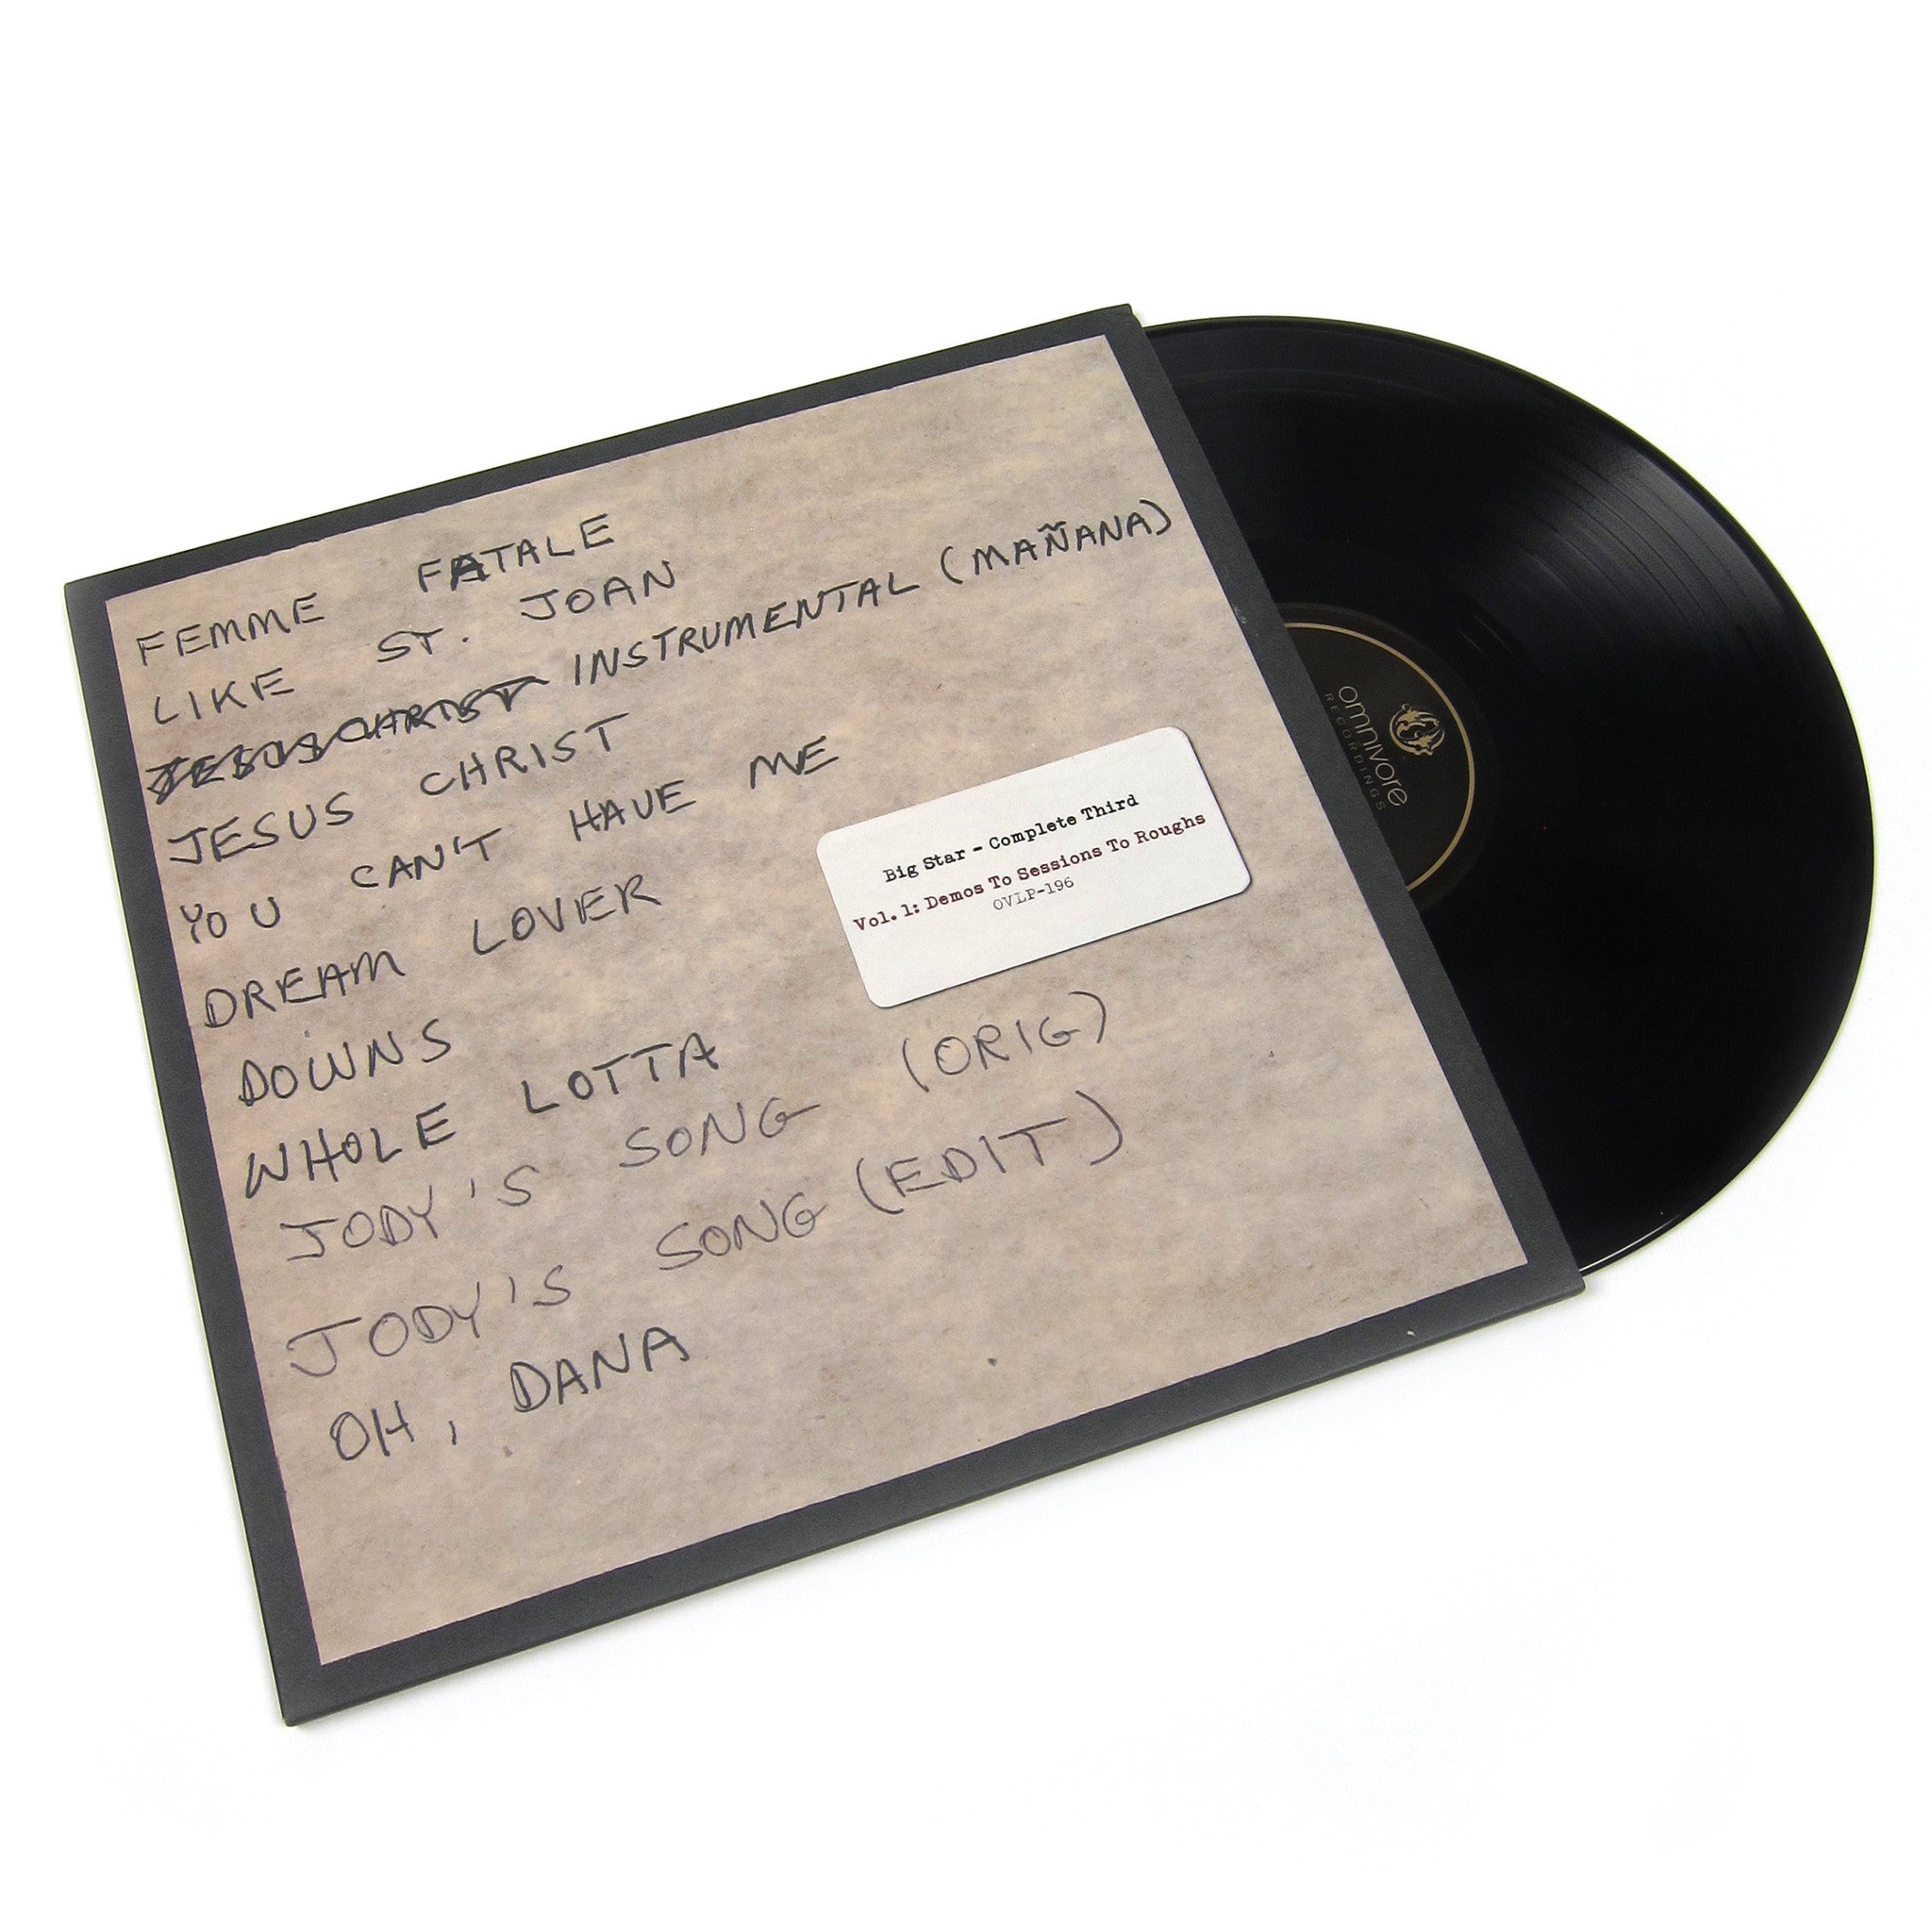 FEMME FATALE
LIKE ST. JOAN
JESUS CHRIST INSTRUMENTAL (MAÑANA)
JESUS CHRIST
YOU CAN'T HAVE ME
DREAM LOVER
DOWNS
WHOLE LOTTA
JODY'S SONG (ORIG)
JODY'S SONG (EDIT)
OH, DANA
Big Star - Complete Third
Vol. 1: Demos To Sessions To Roughs
OVLP-196
omnivore
RECORDINGS